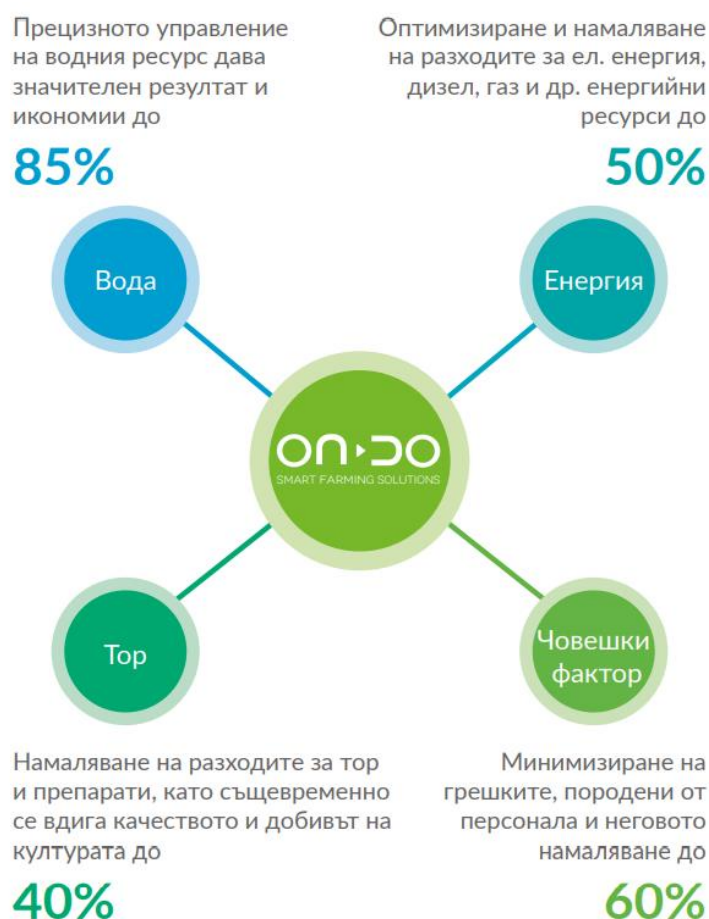 Прецизното управление
на водния ресурс дава
значителен резултат и
икономии до
85%
Оптимизиране и намаляване
на разходите за ел. енергия,
дизел, газ и др. енергийни
ресурси до
50%
Вода
Енергия
ON DO
SMART FARMING SOLUTIONS
Тор
Човешки
фактор
Намаляване на разходите за тор
и препарати, като същевременно
се вдига качеството и добивът на
културата до
40%
Минимизиране на
грешките, породени от
персонала и неговото
намаляване до
60%